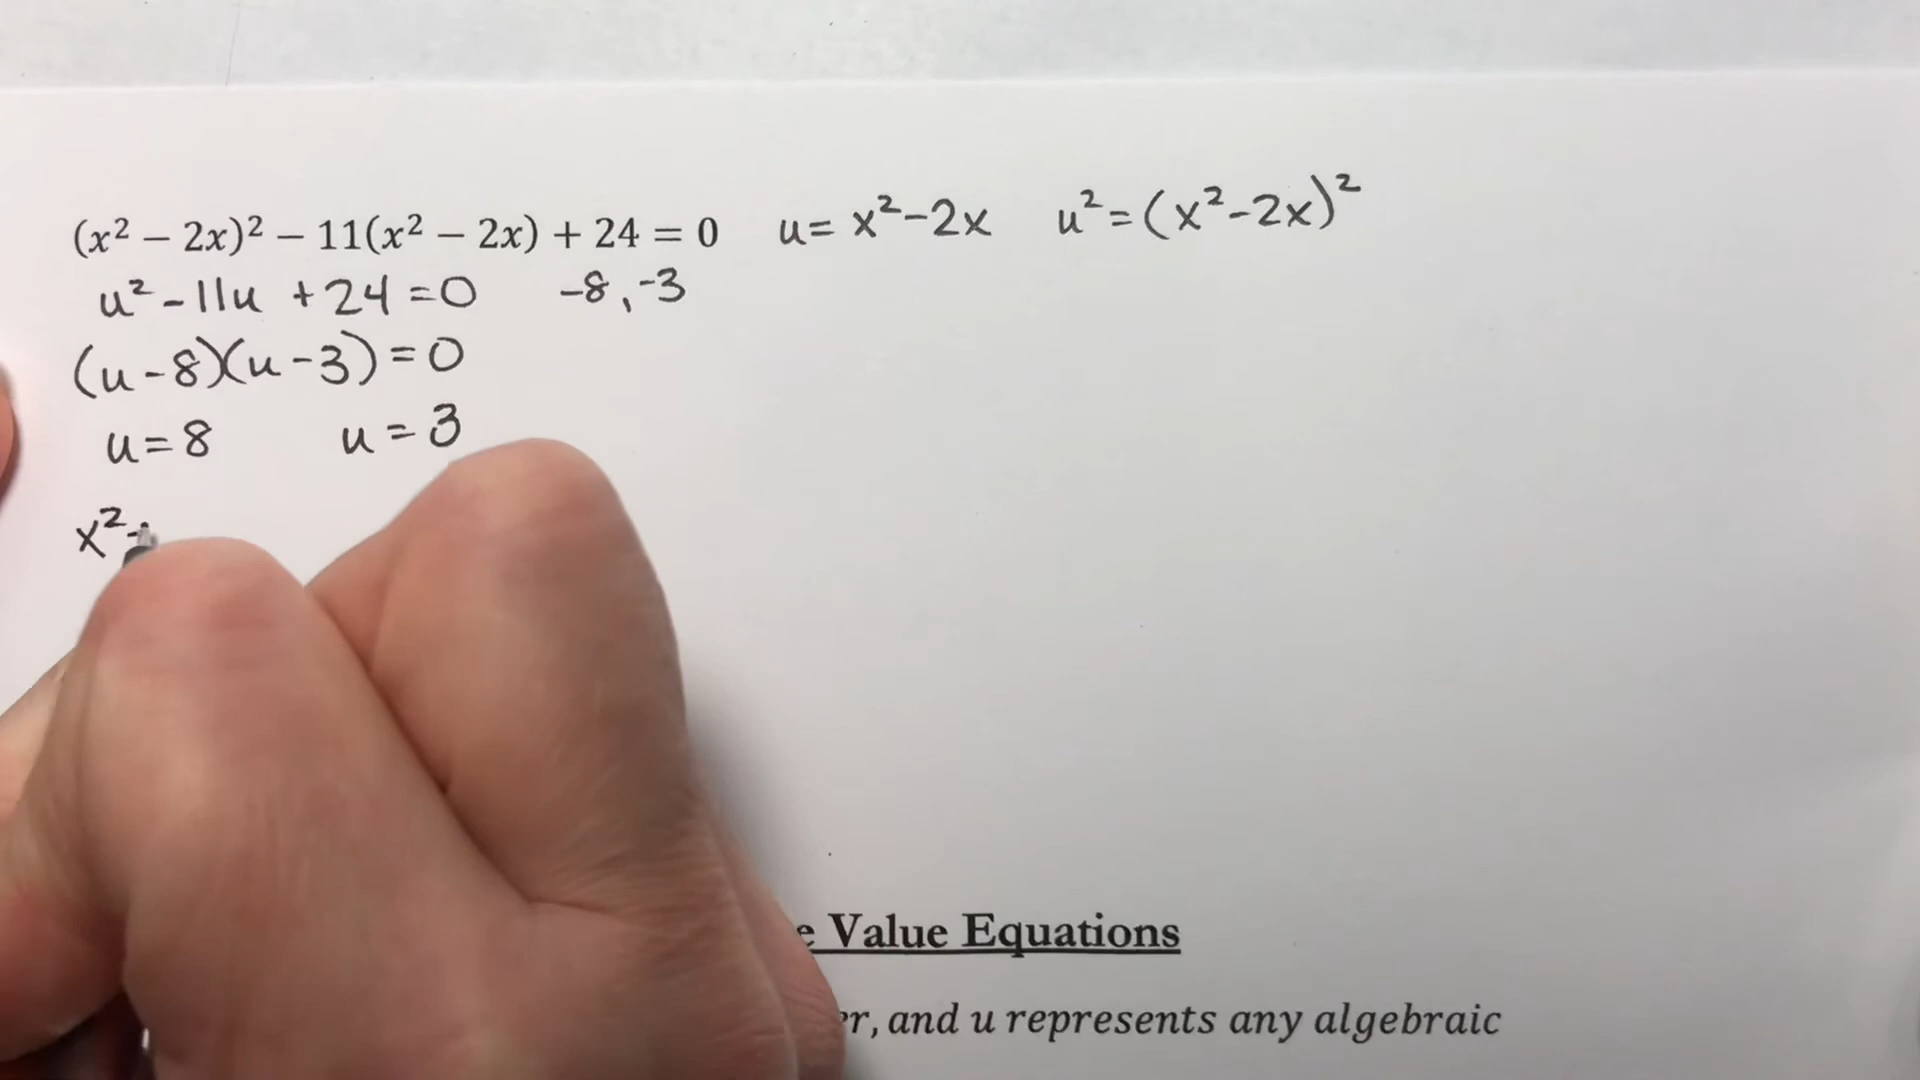 (x² − 2x)² − 11(x² − 2x) + 24 = 0 u = x² − 2x u² = (x² − 2x)²
u² − 11u + 24 = 0 −8, −3
(u − 8)(u − 3) = 0
u = 8 u = 3
x² −
Value Equations
and u represents any algebraic